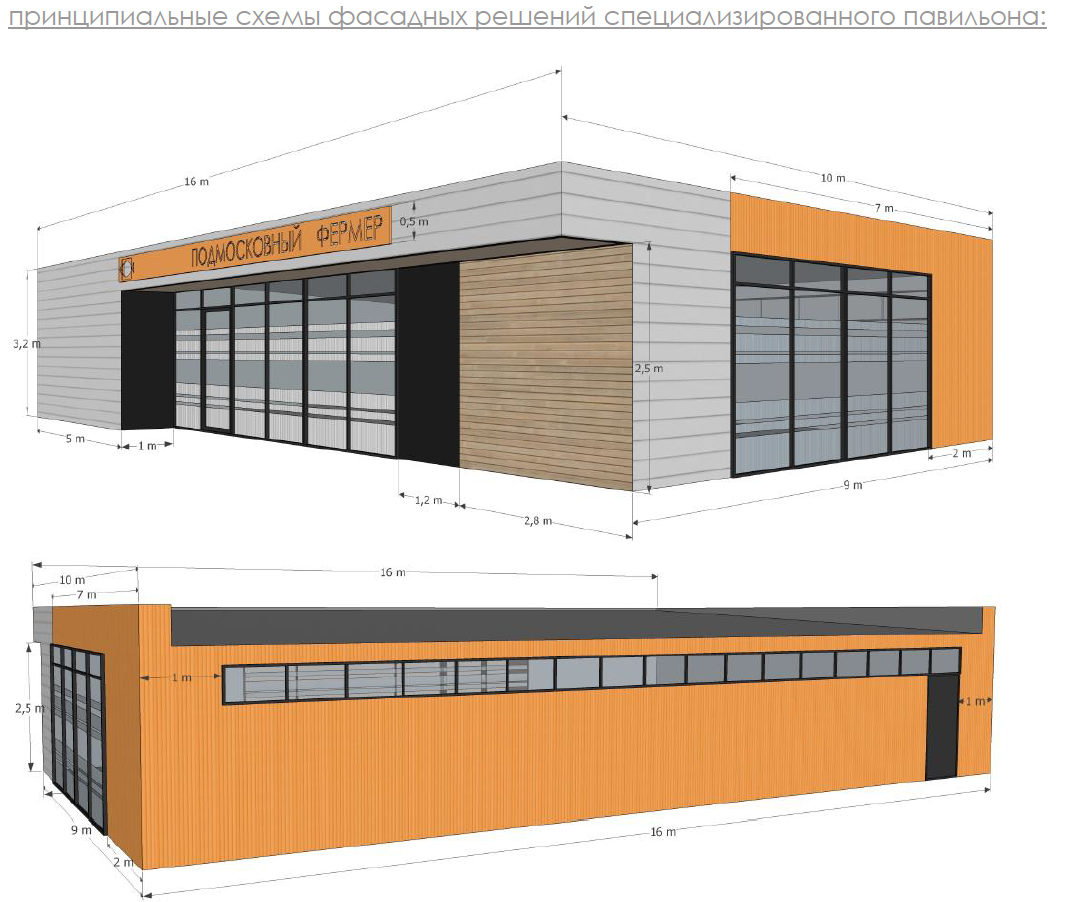 принципиальные схемы фасадных решений специализированного павильона:
16 m
10 m
7 m
ПОДМОСКОВНЫЙ ФЕРМЕР
0,5 m
3,2 m
2,5 m
5 m
1 m
2 m
9 m
1,2 m
2,8 m
16 m
10 m
7 m
1 m
2,5 m
1 m
9 m
16 m
2 m